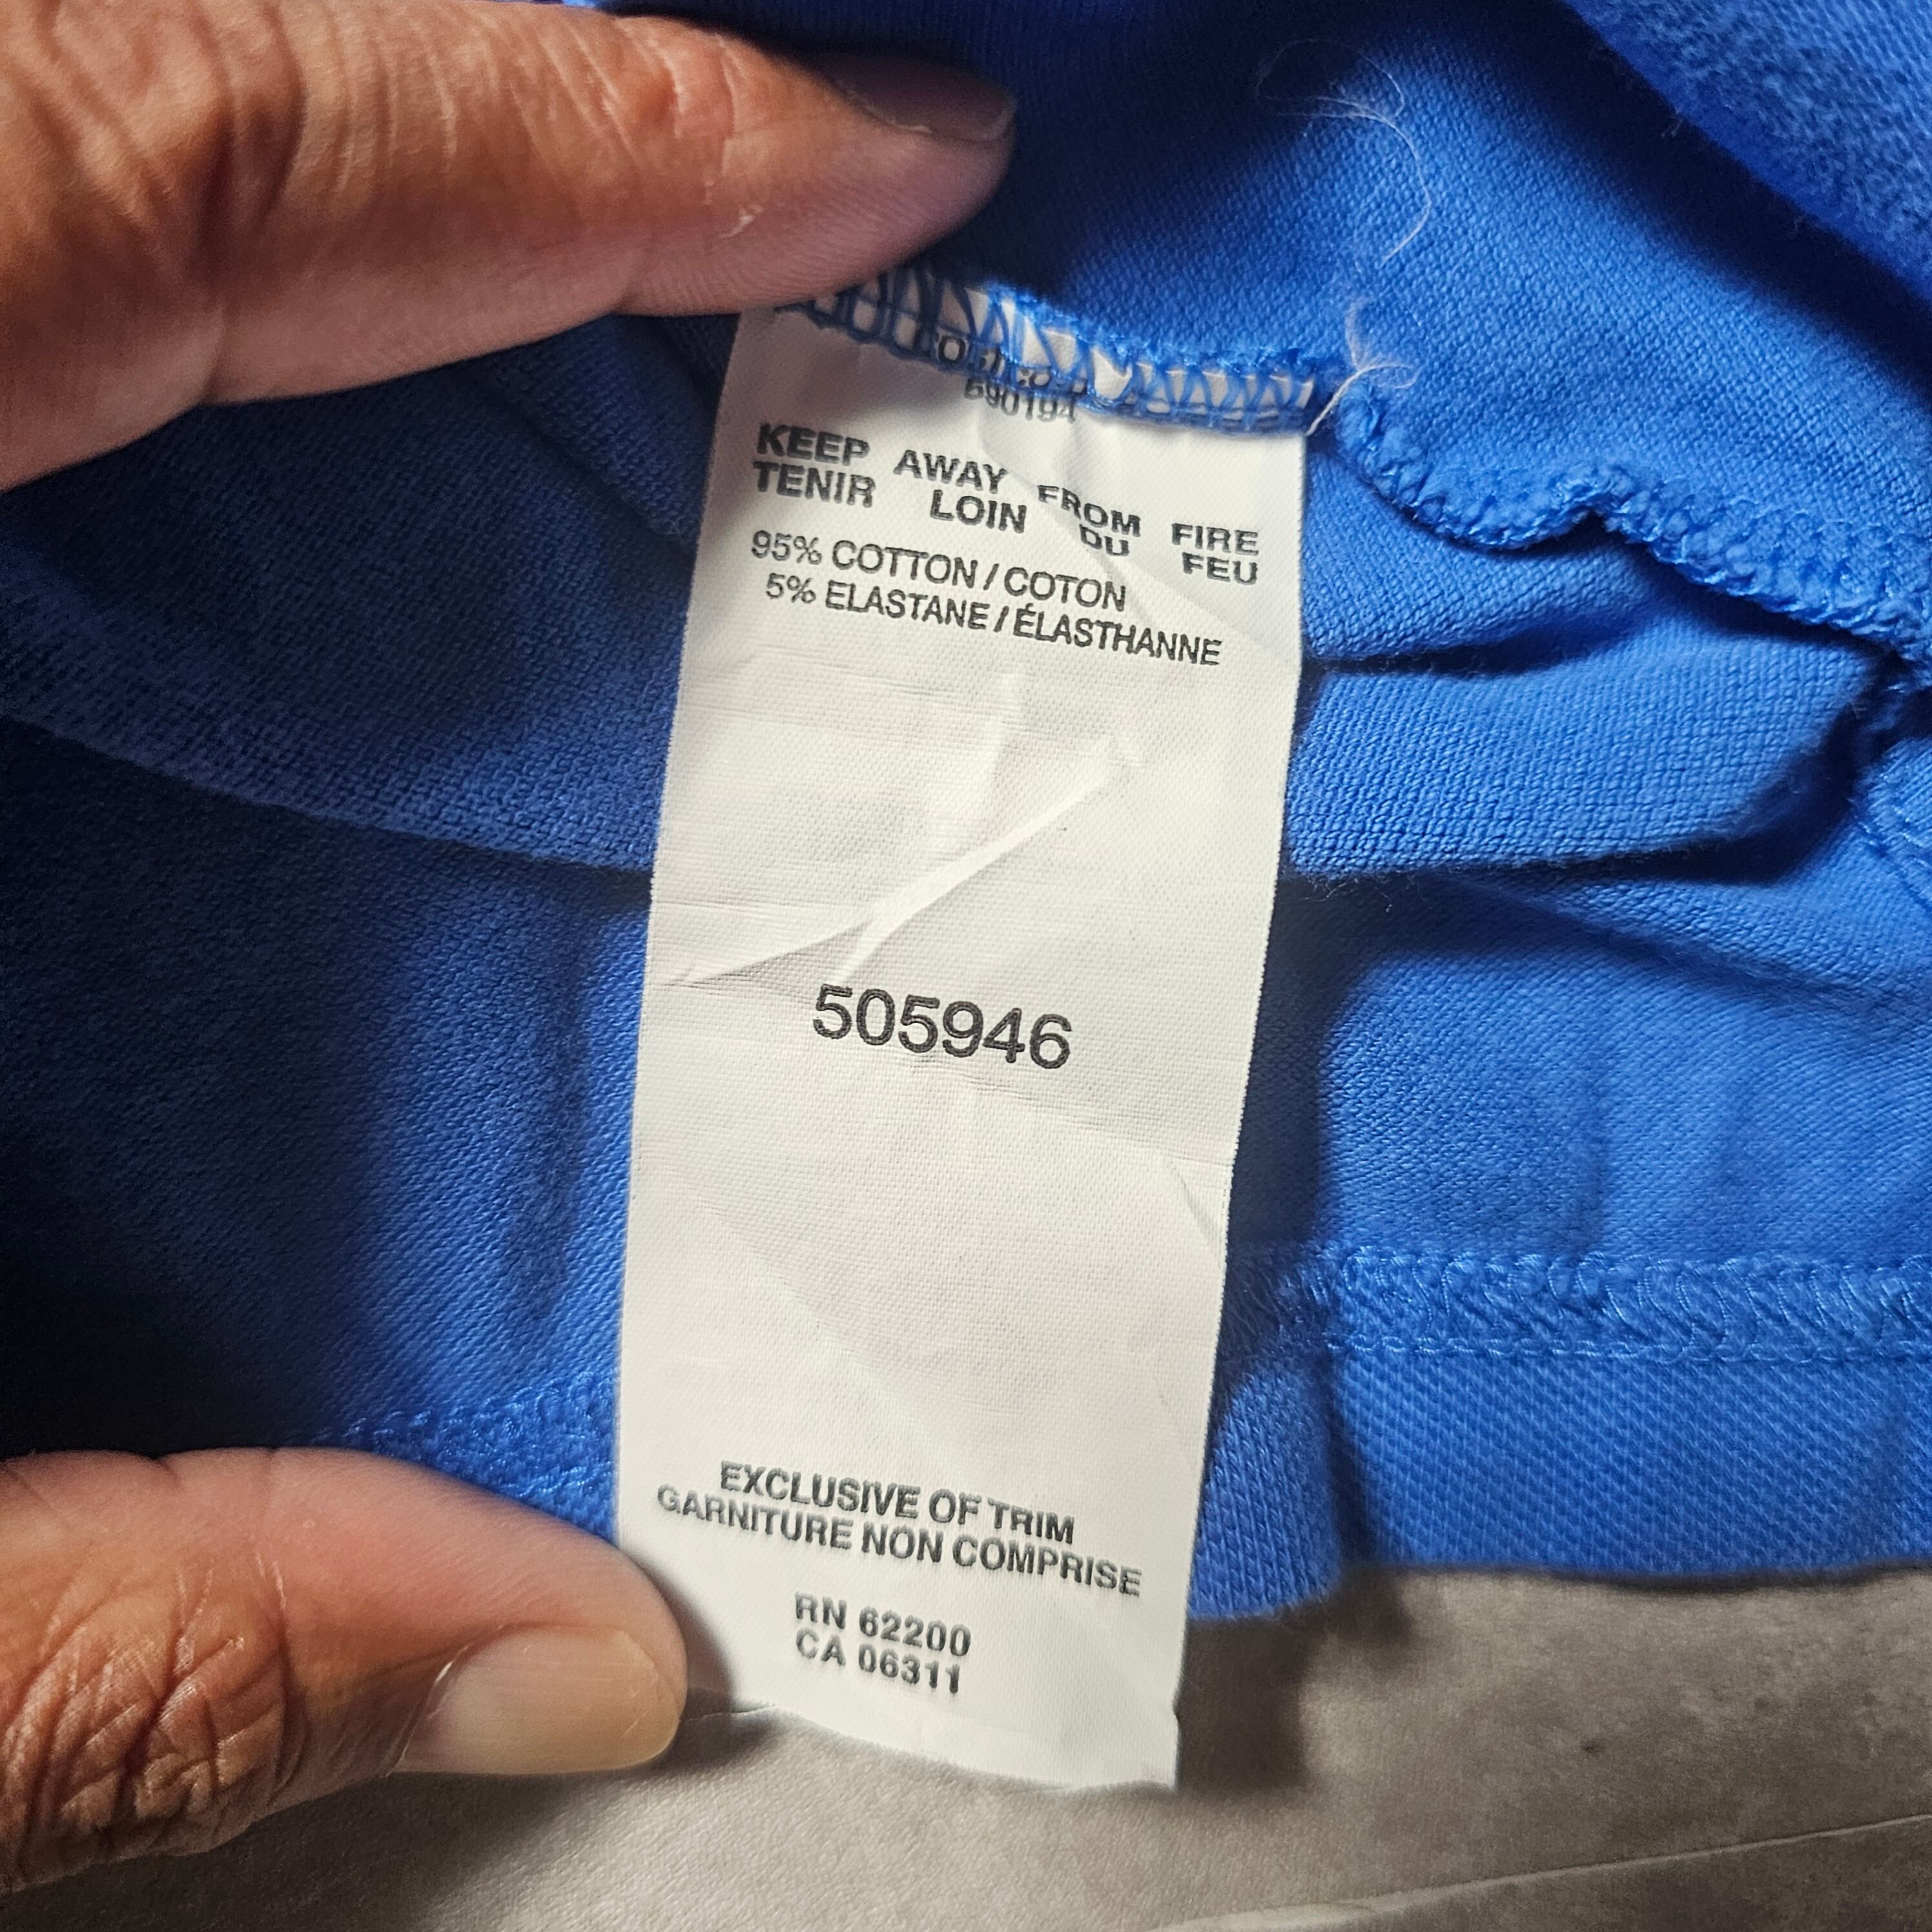 590194
KEEP AWAY FROM FIRE
TENIR LOIN DU FEU
95% COTTON / COTON
5% ELASTANE / ÉLASTHANNE
505946
EXCLUSIVE OF TRIM
GARNITURE NON COMPRISE
RN 62200
CA 06311